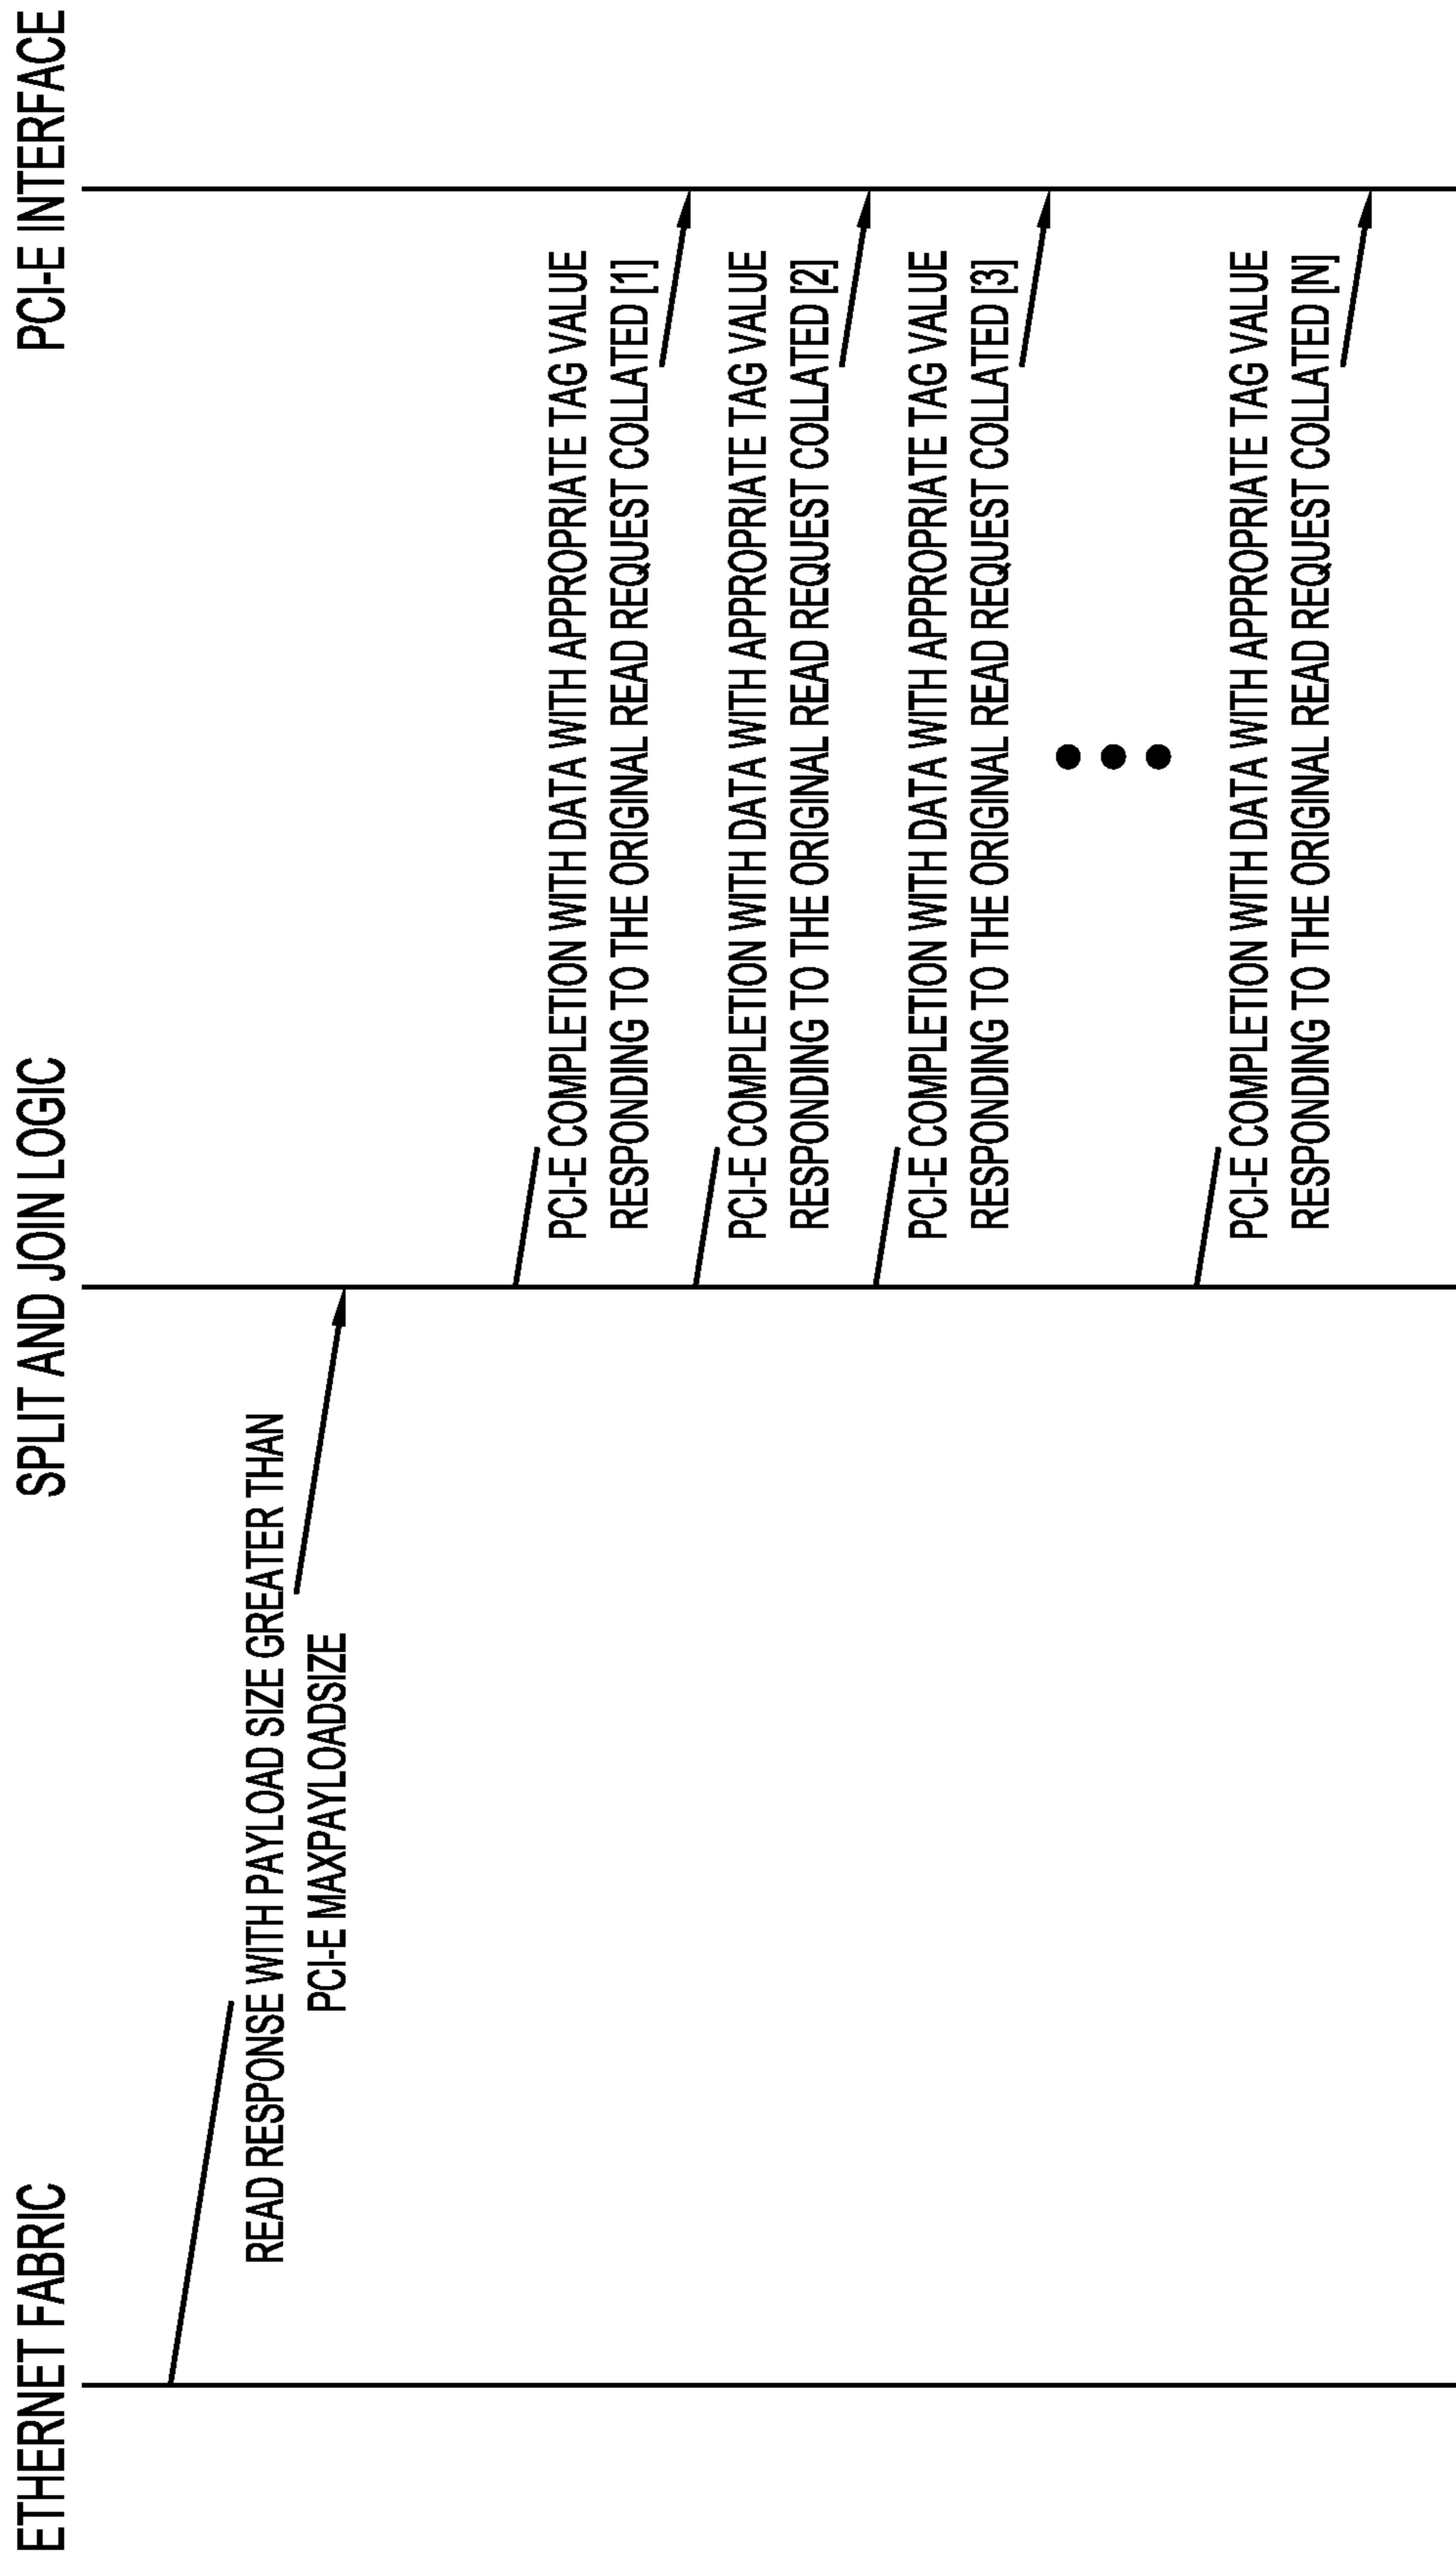 ETHERNET FABRIC
SPLIT AND JOIN LOGIC
PCI-E INTERFACE
READ RESPONSE WITH PAYLOAD SIZE GREATER THAN
PCI-E MAXPAYLOADSIZE
PCI-E COMPLETION WITH DATA WITH APPROPRIATE TAG VALUE
RESPONDING TO THE ORIGINAL READ REQUEST COLLATED [1]
PCI-E COMPLETION WITH DATA WITH APPROPRIATE TAG VALUE
RESPONDING TO THE ORIGINAL READ REQUEST COLLATED [2]
PCI-E COMPLETION WITH DATA WITH APPROPRIATE TAG VALUE
RESPONDING TO THE ORIGINAL READ REQUEST COLLATED [3]
PCI-E COMPLETION WITH DATA WITH APPROPRIATE TAG VALUE
RESPONDING TO THE ORIGINAL READ REQUEST COLLATED [N]